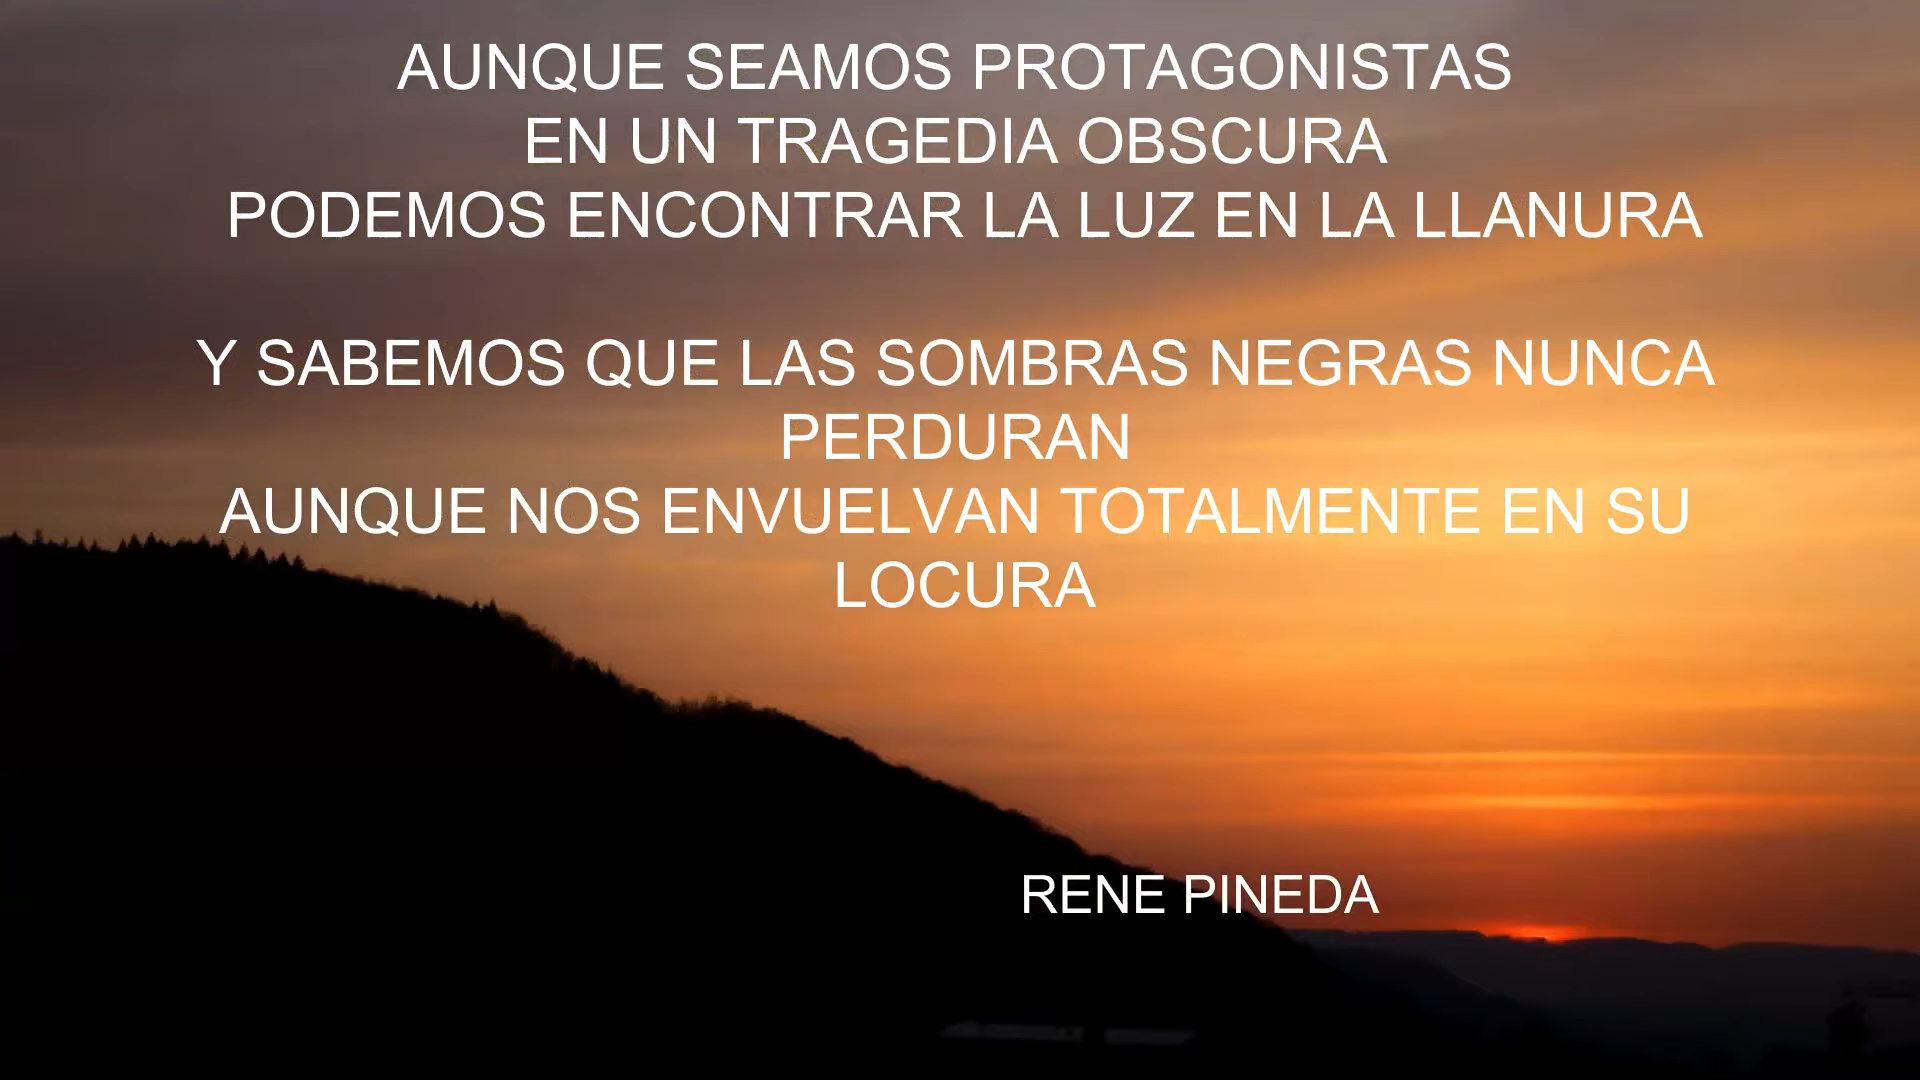 AUNQUE SEAMOS PROTAGONISTAS
EN UN TRAGEDIA OBSCURA
PODEMOS ENCONTRAR LA LUZ EN LA LLANURA
Y SABEMOS QUE LAS SOMBRAS NEGRAS NUNCA
PERDURAN
AUNQUE NOS ENVUELVAN TOTALMENTE EN SU
LOCURA
RENE PINEDA